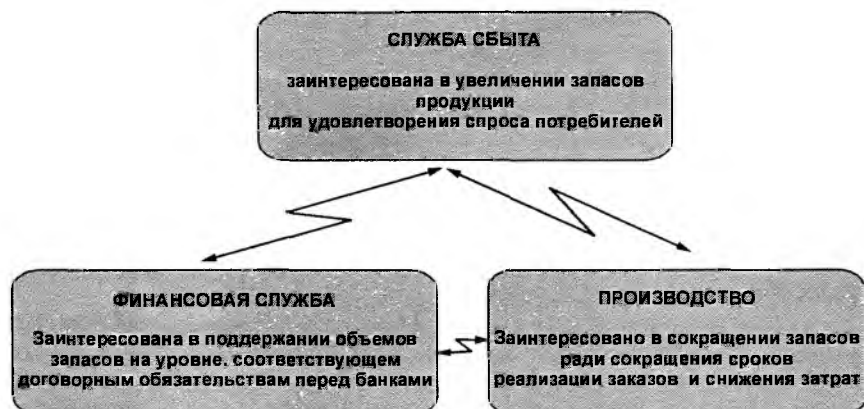 СЛУЖБА СБЫТА
заинтересована в увеличении запасов
продукции
для удовлетворения спроса потребителей
ФИНАНСОВАЯ СЛУЖБА
Заинтересована в поддержании объемов
запасов на уровне, соответствующем
договорным обязательствам перед банками
ПРОИЗВОДСТВО
Заинтересовано в сокращении запасов
ради сокращения сроков
реализации заказов и снижения затрат